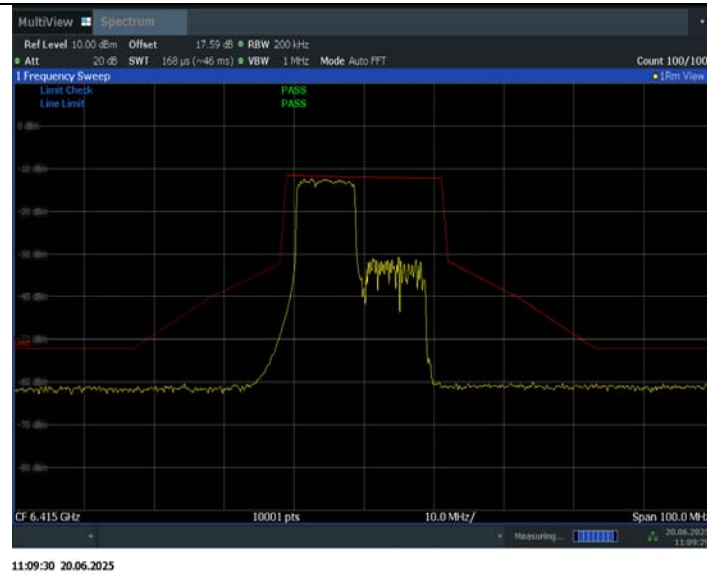 MultiView Spectrum
Ref Level 10.00 dBm Offset 17.59 dB RBW 200 kHz
Att 20 dB SWT 168 µs (~46 ms) VBW 1 MHz Mode Auto FFT Count 100/100
1 Frequency Sweep 1Rm View
Limit Check PASS
Line Limit PASS
0 dBm
-10 dBm
-20 dBm
-30 dBm
-40 dBm
-60 dBm
-70 dBm
-80 dBm
CF 6.415 GHz 10001 pts 10.0 MHz/ Span 100.0 MHz
Measuring... 20.06.2025
11:09:29
11:09:30 20.06.2025